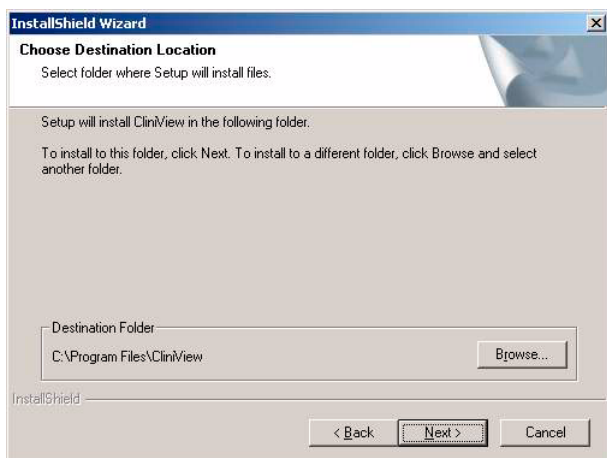 InstallShield Wizard
Choose Destination Location
Select folder where Setup will install files.
Setup will install CliniView in the following folder.
To install to this folder, click Next. To install to a different folder, click Browse and select
another folder.
Destination Folder
C:\Program Files\CliniView
Browse...
InstallShield
< Back Next > Cancel